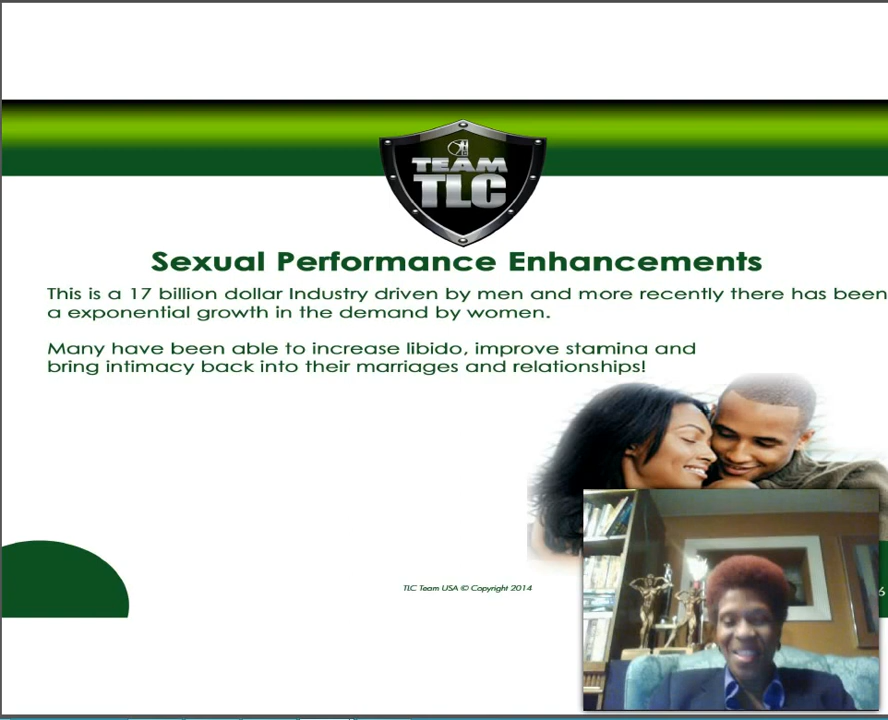 TEAM
TLC
Sexual Performance Enhancements
This is a 17 billion dollar Industry driven by men and more recently there has been
a exponential growth in the demand by women.
Many have been able to increase libido, improve stamina and
bring intimacy back into their marriages and relationships!
TLC Team USA © Copyright 2014
6